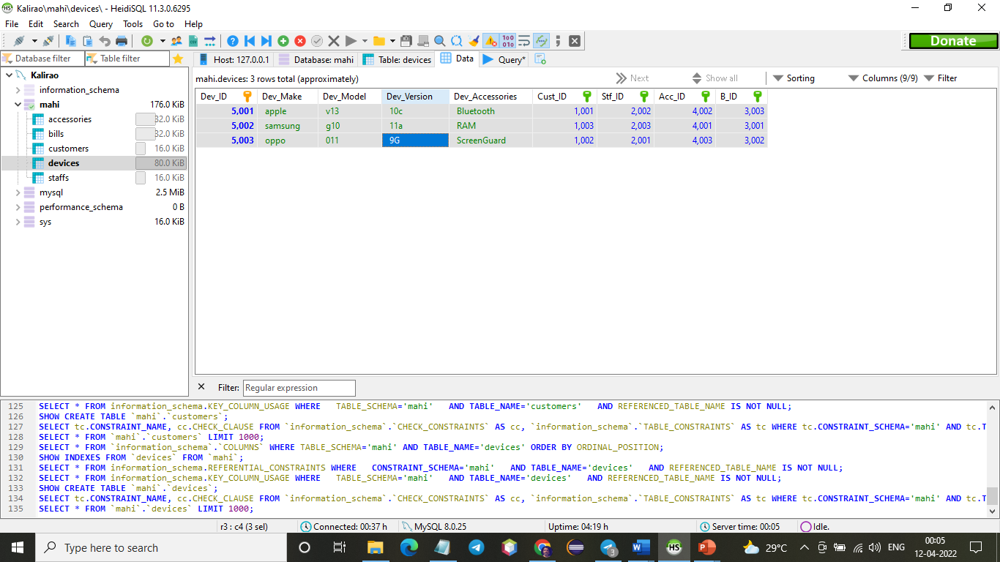 Kalirao\mahi\devices\ - HeidiSQL 11.3.0.6295
File Edit Search Query Tools Go to Help
Donate
Database filter Table filter Host: 127.0.0.1 Database: mahi Table: devices Data Query*
Kalirao
information_schema
mahi 176.0 KiB
accessories 32.0 KiB
bills 32.0 KiB
customers 16.0 KiB
devices 80.0 KiB
staffs 16.0 KiB
mysql 2.5 MiB
performance_schema 0 B
sys 16.0 KiB
mahi.devices: 3 rows total (approximately) Next Show all Sorting Columns (9/9) Filter
Dev_ID Dev_Make Dev_Model Dev_Version Dev_Accessories Cust_ID Stf_ID Acc_ID B_ID
5,001 apple v13 10c Bluetooth 1,001 2,002 4,002 3,003
5,002 samsung g10 11a RAM 1,003 2,003 4,001 3,001
5,003 oppo 011 9G ScreenGuard 1,002 2,001 4,003 3,002
Filter: Regular expression
125 SELECT * FROM information_schema.KEY_COLUMN_USAGE WHERE TABLE_SCHEMA='mahi' AND TABLE_NAME='customers' AND REFERENCED_TABLE_NAME IS NOT NULL;
126 SHOW CREATE TABLE `mahi`.`customers`;
127 SELECT tc.CONSTRAINT_NAME, cc.CHECK_CLAUSE FROM `information_schema`.`CHECK_CONSTRAINTS` AS cc, `information_schema`.`TABLE_CONSTRAINTS` AS tc WHERE tc.CONSTRAINT_SCHEMA='mahi' AND tc.T
128 SELECT * FROM `mahi`.`customers` LIMIT 1000;
129 SELECT * FROM `information_schema`.`COLUMNS` WHERE TABLE_SCHEMA='mahi' AND TABLE_NAME='devices' ORDER BY ORDINAL_POSITION;
130 SHOW INDEXES FROM `devices` FROM `mahi`;
131 SELECT * FROM information_schema.REFERENTIAL_CONSTRAINTS WHERE CONSTRAINT_SCHEMA='mahi' AND TABLE_NAME='devices' AND REFERENCED_TABLE_NAME IS NOT NULL;
132 SELECT * FROM information_schema.KEY_COLUMN_USAGE WHERE TABLE_SCHEMA='mahi' AND TABLE_NAME='devices' AND REFERENCED_TABLE_NAME IS NOT NULL;
133 SHOW CREATE TABLE `mahi`.`devices`;
134 SELECT tc.CONSTRAINT_NAME, cc.CHECK_CLAUSE FROM `information_schema`.`CHECK_CONSTRAINTS` AS cc, `information_schema`.`TABLE_CONSTRAINTS` AS tc WHERE tc.CONSTRAINT_SCHEMA='mahi' AND tc.T
135 SELECT * FROM `mahi`.`devices` LIMIT 1000;
r3 : c4 (3 sel) Connected: 00:37 h MySQL 8.0.25 Uptime: 04:19 h Server time: 00:05 Idle.
Type here to search 3 29°C ENG 00:05
12-04-2022